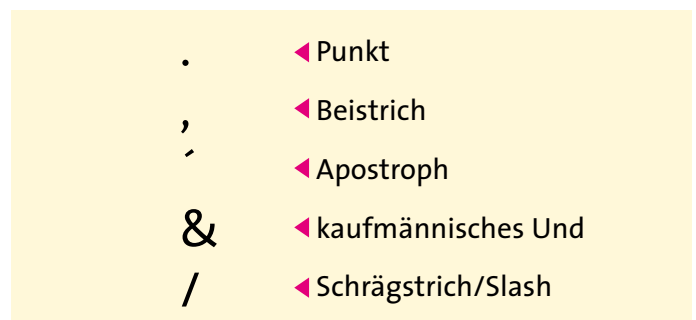 . ◀ Punkt
, ◀ Beistrich
´ ◀ Apostroph
& ◀ kaufmännisches Und
/ ◀ Schrägstrich/Slash